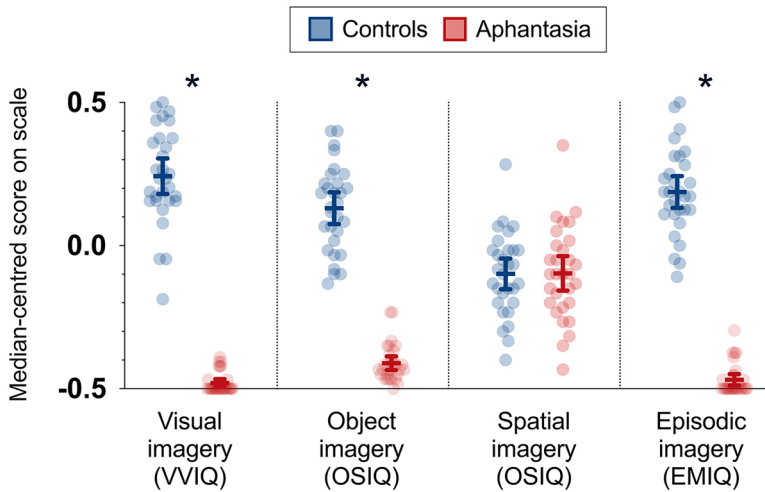 Controls Aphantasia
* * *
Median-centred score on scale
0.5
0.0
-0.5
Visual
imagery
(VVIQ)
Object
imagery
(OSIQ)
Spatial
imagery
(OSIQ)
Episodic
imagery
(EMIQ)